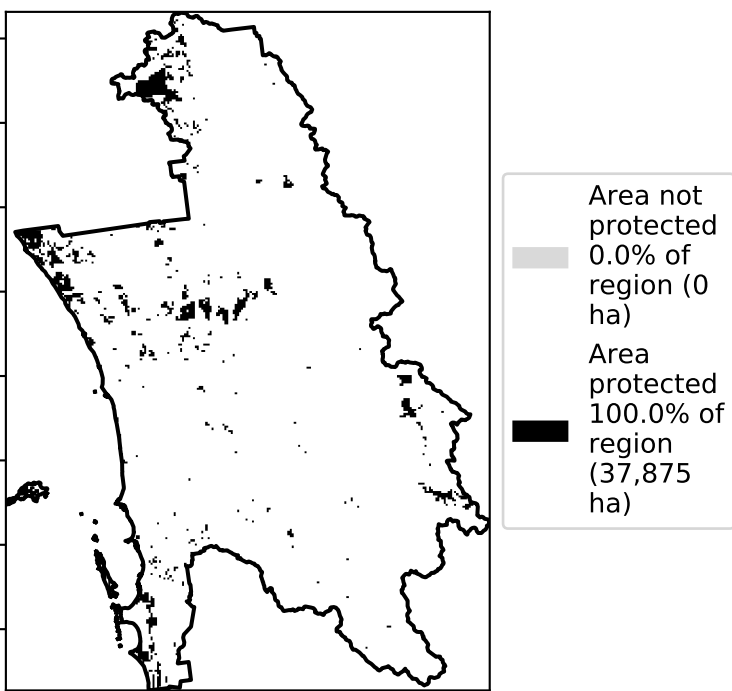 Area not
protected
0.0% of
region (0
ha)
Area
protected
100.0% of
region
(37,875
ha)